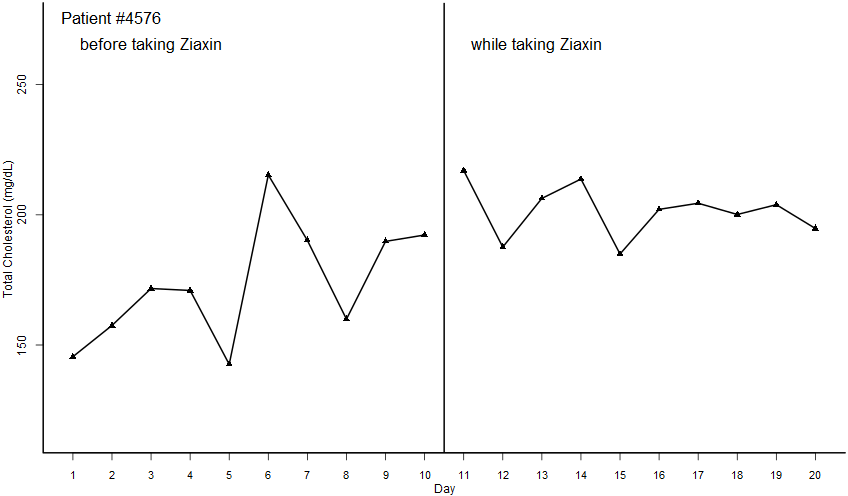 Patient #4576
before taking Ziaxin
while taking Ziaxin
Total Cholesterol (mg/dL)
250
200
150
1 2 3 4 5 6 7 8 9 10 11 12 13 14 15 16 17 18 19 20
Day